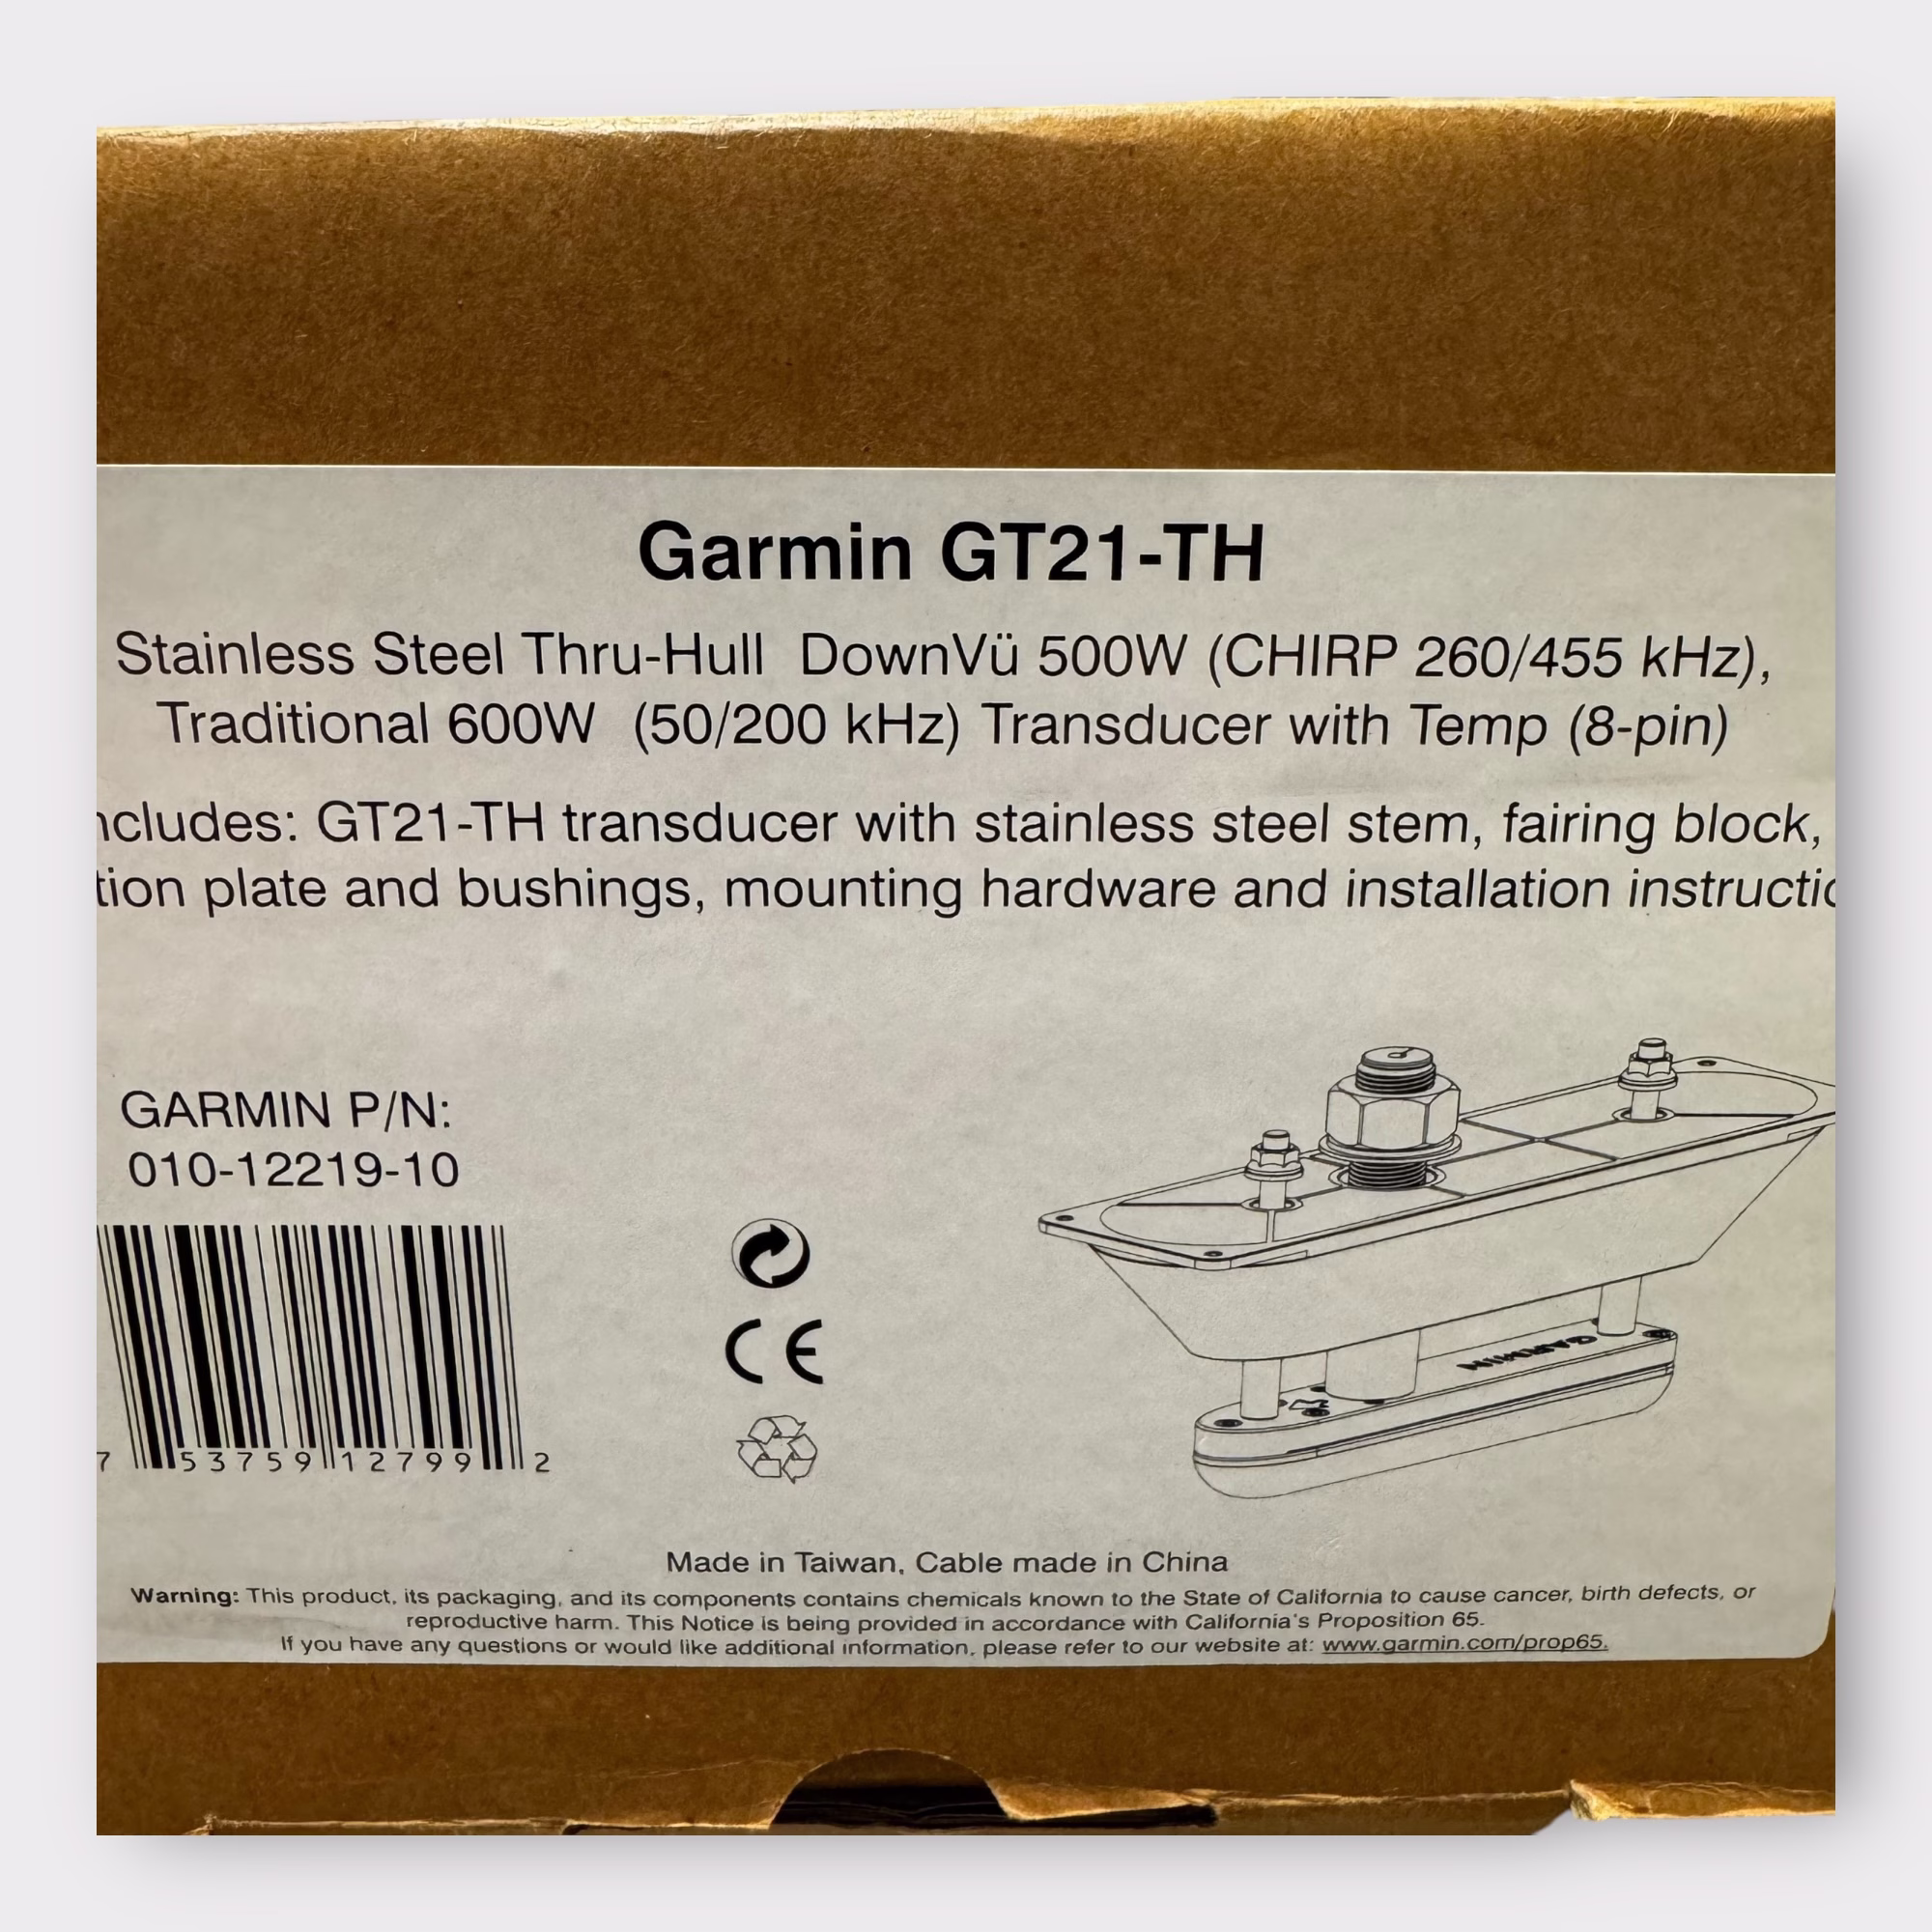 Garmin GT21-TH
Stainless Steel Thru-Hull DownVü 500W (CHIRP 260/455 kHz),
Traditional 600W (50/200 kHz) Transducer with Temp (8-pin)
ncludes: GT21-TH transducer with stainless steel stem, fairing block,
tion plate and bushings, mounting hardware and installation instructio
GARMIN P/N:
010-12219-10
7 53759 12799 2
CE
GARMIN
Made in Taiwan, Cable made in China
Warning: This product, its packaging, and its components contains chemicals known to the State of California to cause cancer, birth defects, or
reproductive harm. This Notice is being provided in accordance with California's Proposition 65.
If you have any questions or would like additional information, please refer to our website at: www.garmin.com/prop65.